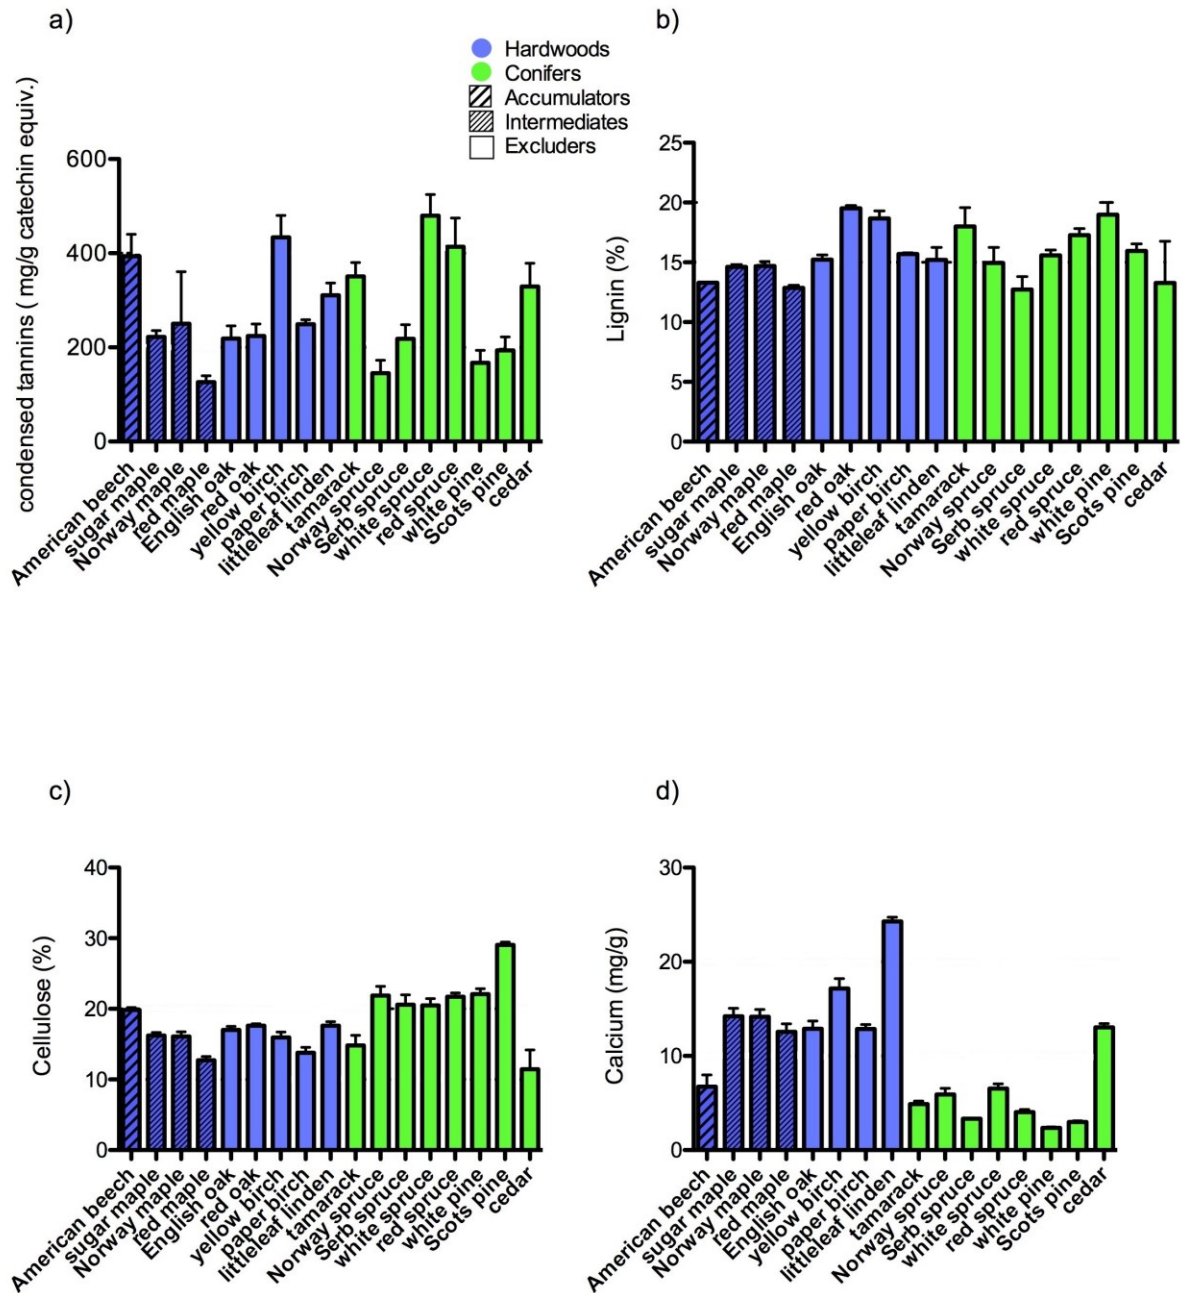 a)
b)
Hardwoods
Conifers
Accumulators
Intermediates
Excluders
condensed tannins ( mg/g catechin equiv.)
600
400
200
0
American beech
sugar maple
Norway maple
red maple
English oak
red oak
yellow birch
paper birch
littleleaf linden
tamarack
Norway spruce
Serb spruce
white spruce
red spruce
white pine
Scots pine
cedar
Lignin (%)
25
20
15
10
5
0
American beech
sugar maple
Norway maple
red maple
English oak
red oak
yellow birch
paper birch
littleleaf linden
tamarack
Norway spruce
Serb spruce
white spruce
red spruce
white pine
Scots pine
cedar
c)
d)
Cellulose (%)
40
30
20
10
0
American beech
sugar maple
Norway maple
red maple
English oak
red oak
yellow birch
paper birch
littleleaf linden
tamarack
Norway spruce
Serb spruce
white spruce
red spruce
white pine
Scots pine
cedar
Calcium (mg/g)
30
20
10
0
American beech
sugar maple
Norway maple
red maple
English oak
yellow birch
paper birch
littleleaf linden
tamarack
Norway spruce
Serb spruce
white spruce
red spruce
white pine
Scots pine
cedar